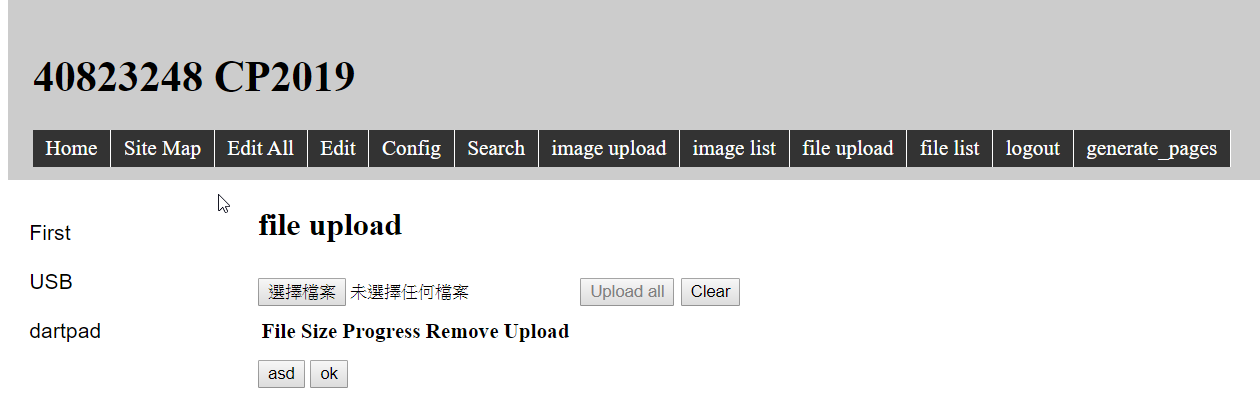 40823248 CP2019
Home Site Map Edit All Edit Config Search image upload image list file upload file list logout generate_pages
First
USB
dartpad
file upload
選擇檔案 未選擇任何檔案 Upload all Clear
File Size Progress Remove Upload
asd ok